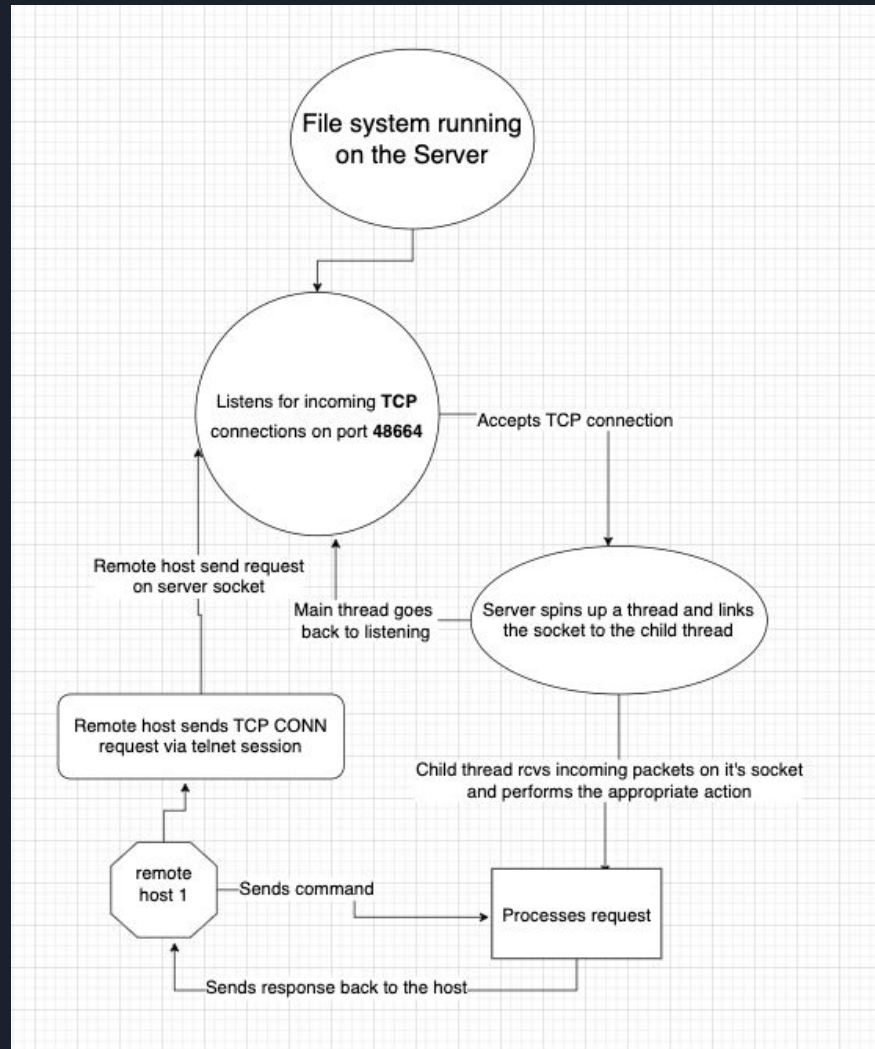 File system running
on the Server
Listens for incoming TCP
connections on port 48664
Accepts TCP connection
Remote host send request
on server socket
Main thread goes
back to listening
Server spins up a thread and links
the socket to the child thread
Remote host sends TCP CONN
request via telnet session
Child thread rcvs incoming packets on it's socket
and performs the appropriate action
remote
host 1
Sends command
Processes request
Sends response back to the host